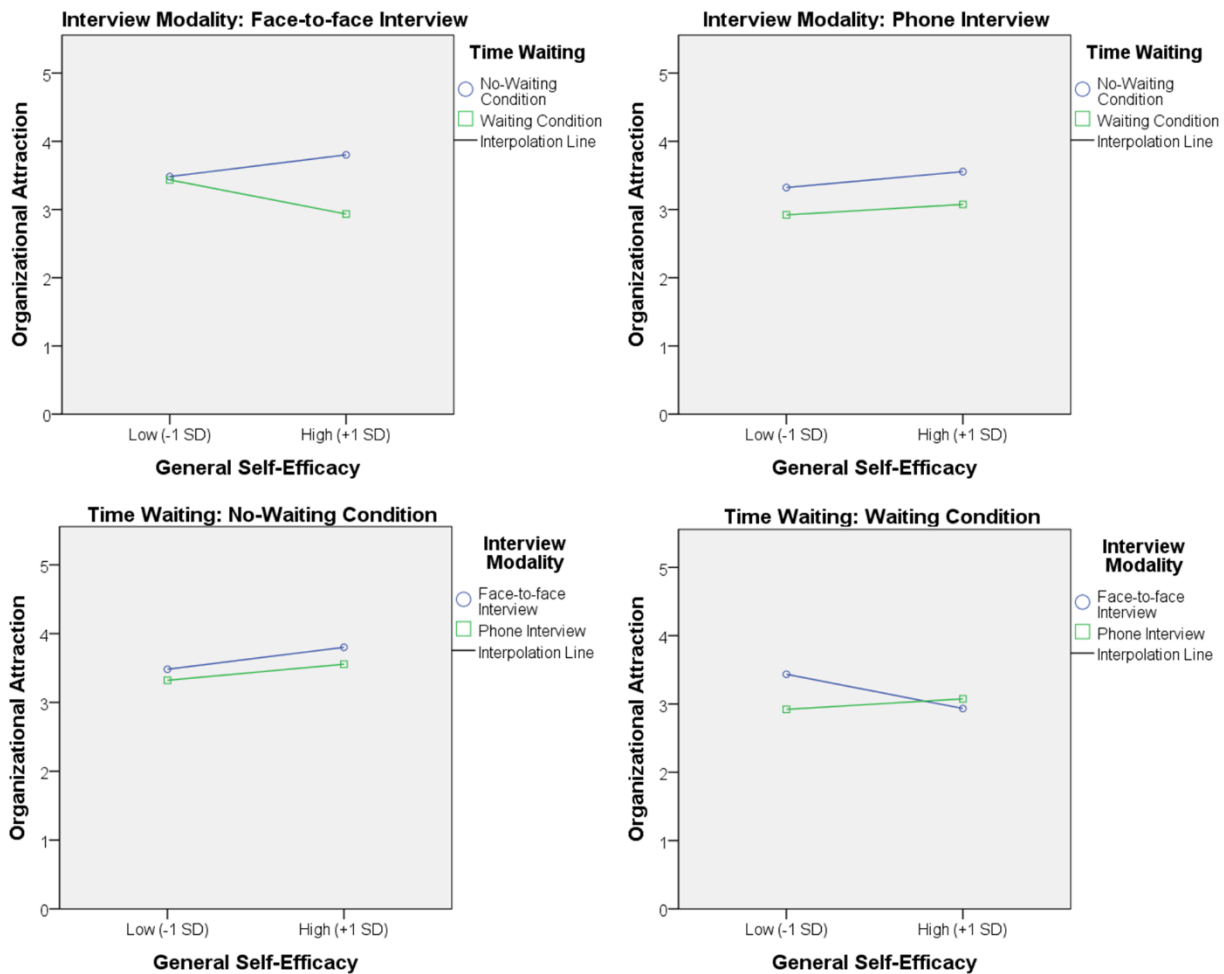 Interview Modality: Face-to-face Interview
Organizational Attraction
5
4
3
2
1
0
Low (-1 SD)
High (+1 SD)
General Self-Efficacy
Time Waiting
No-Waiting
Condition
Waiting Condition
Interpolation Line
Interview Modality: Phone Interview
Organizational Attraction
5
4
3
2
1
0
Low (-1 SD)
High (+1 SD)
General Self-Efficacy
Time Waiting
No-Waiting
Condition
Waiting Condition
Interpolation Line
Time Waiting: No-Waiting Condition
Organizational Attraction
5
4
3
2
1
0
Low (-1 SD)
High (+1 SD)
General Self-Efficacy
Interview
Modality
Face-to-face
Interview
Phone Interview
Interpolation Line
Time Waiting: Waiting Condition
Organizational Attraction
5
4
3
2
1
0
Low (-1 SD)
High (+1 SD)
General Self-Efficacy
Interview
Modality
Face-to-face
Interview
Phone Interview
Interpolation Line